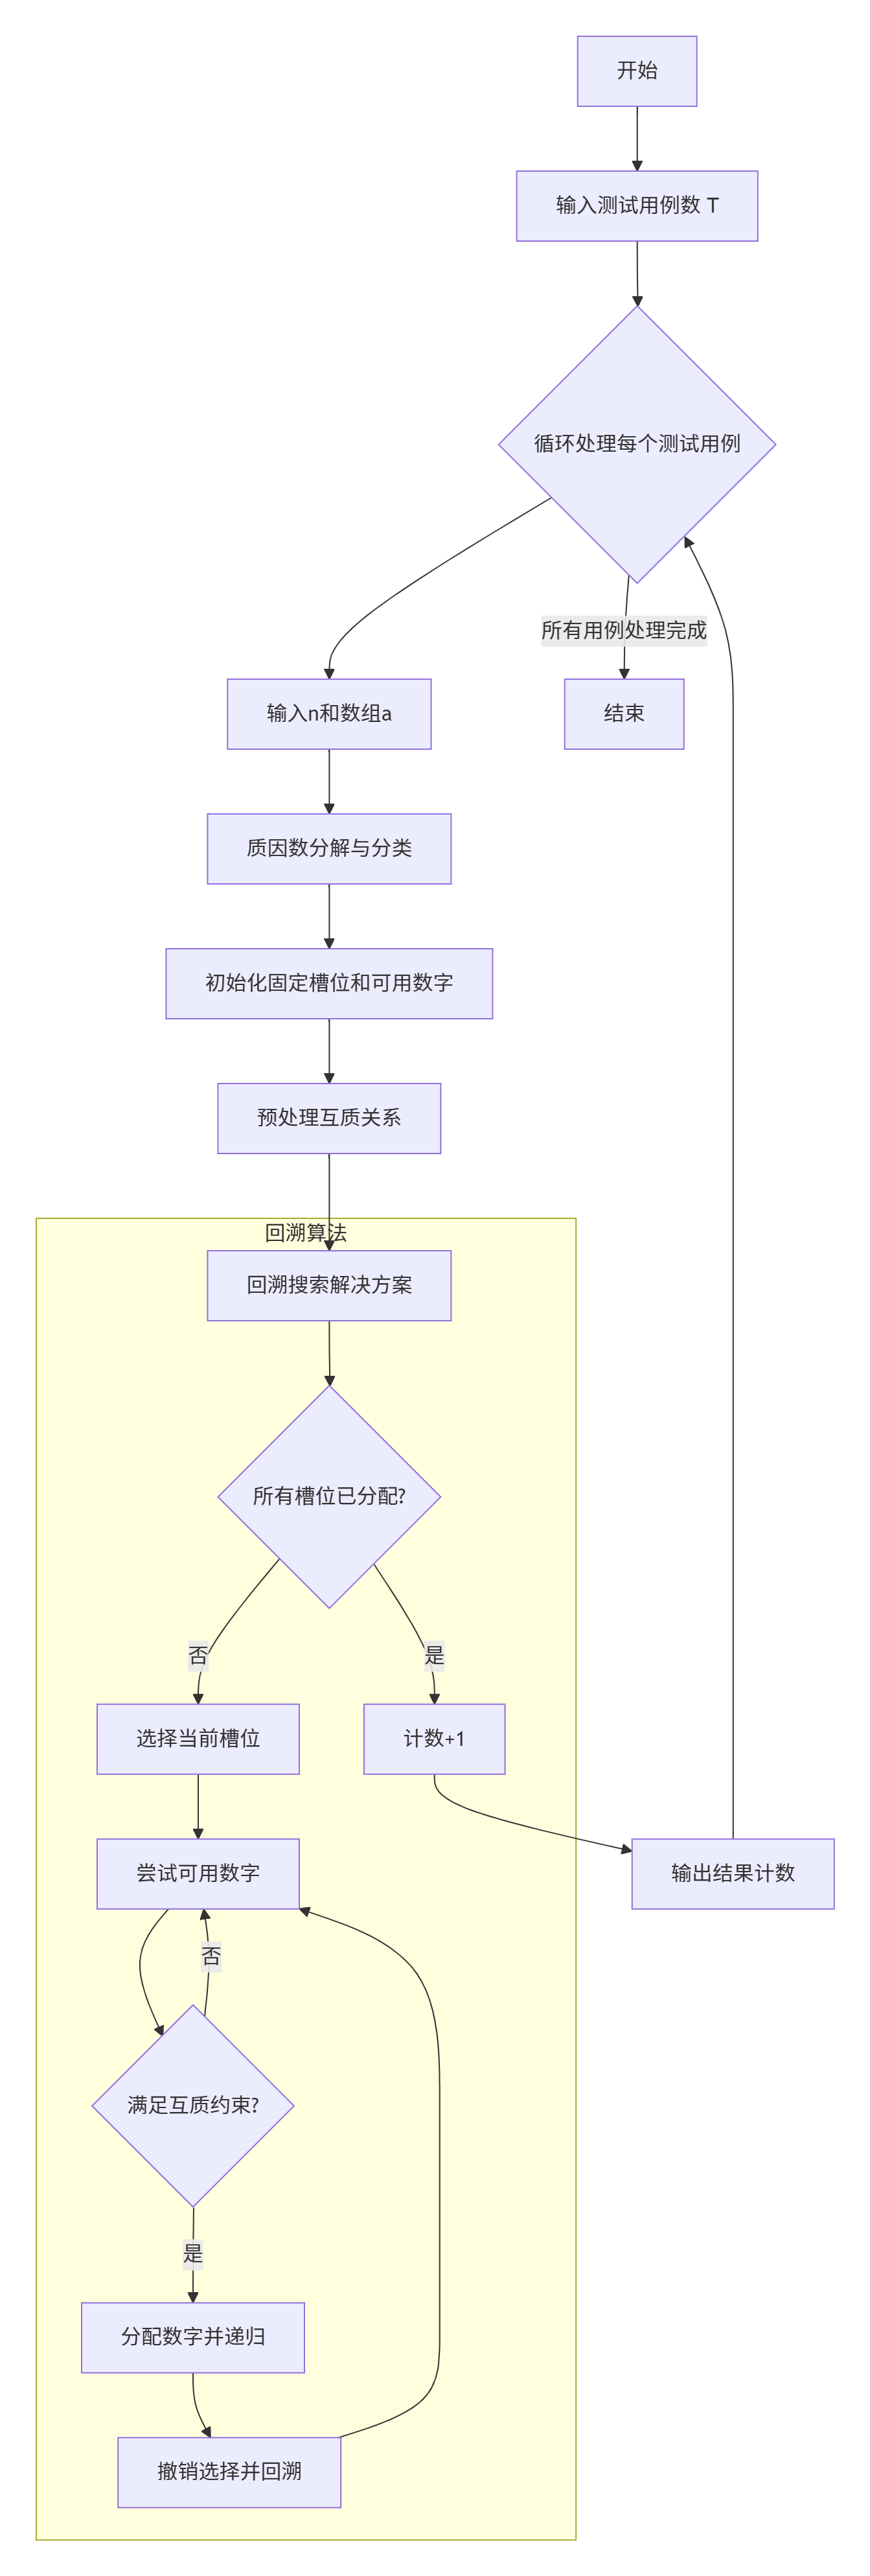 开始
输入测试用例数 T
循环处理每个测试用例
所有用例处理完成
输入n和数组a
结束
质因数分解与分类
初始化固定槽位和可用数字
预处理互质关系
回溯算法
回溯搜索解决方案
所有槽位已分配?
否
是
选择当前槽位
计数+1
尝试可用数字
输出结果计数
否
满足互质约束?
是
分配数字并递归
撤销选择并回溯